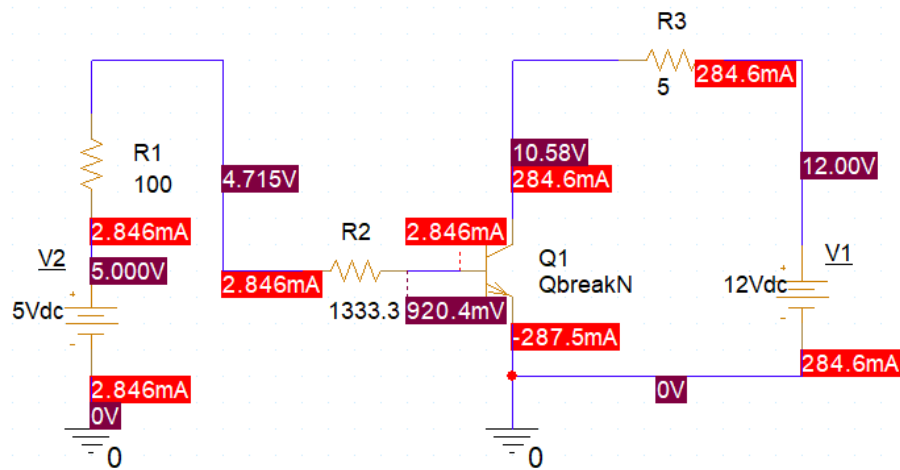 R3
284.6mA
5
R1
100
4.715V
10.58V
284.6mA
12.00V
2.846mA
R2
2.846mA
V2
5.000V
Q1
QbreakN
V1
+
5Vdc
-
2.846mA
1333.3
920.4mV
+
12Vdc
-
-287.5mA
2.846mA
0V
284.6mA
0V
0
0